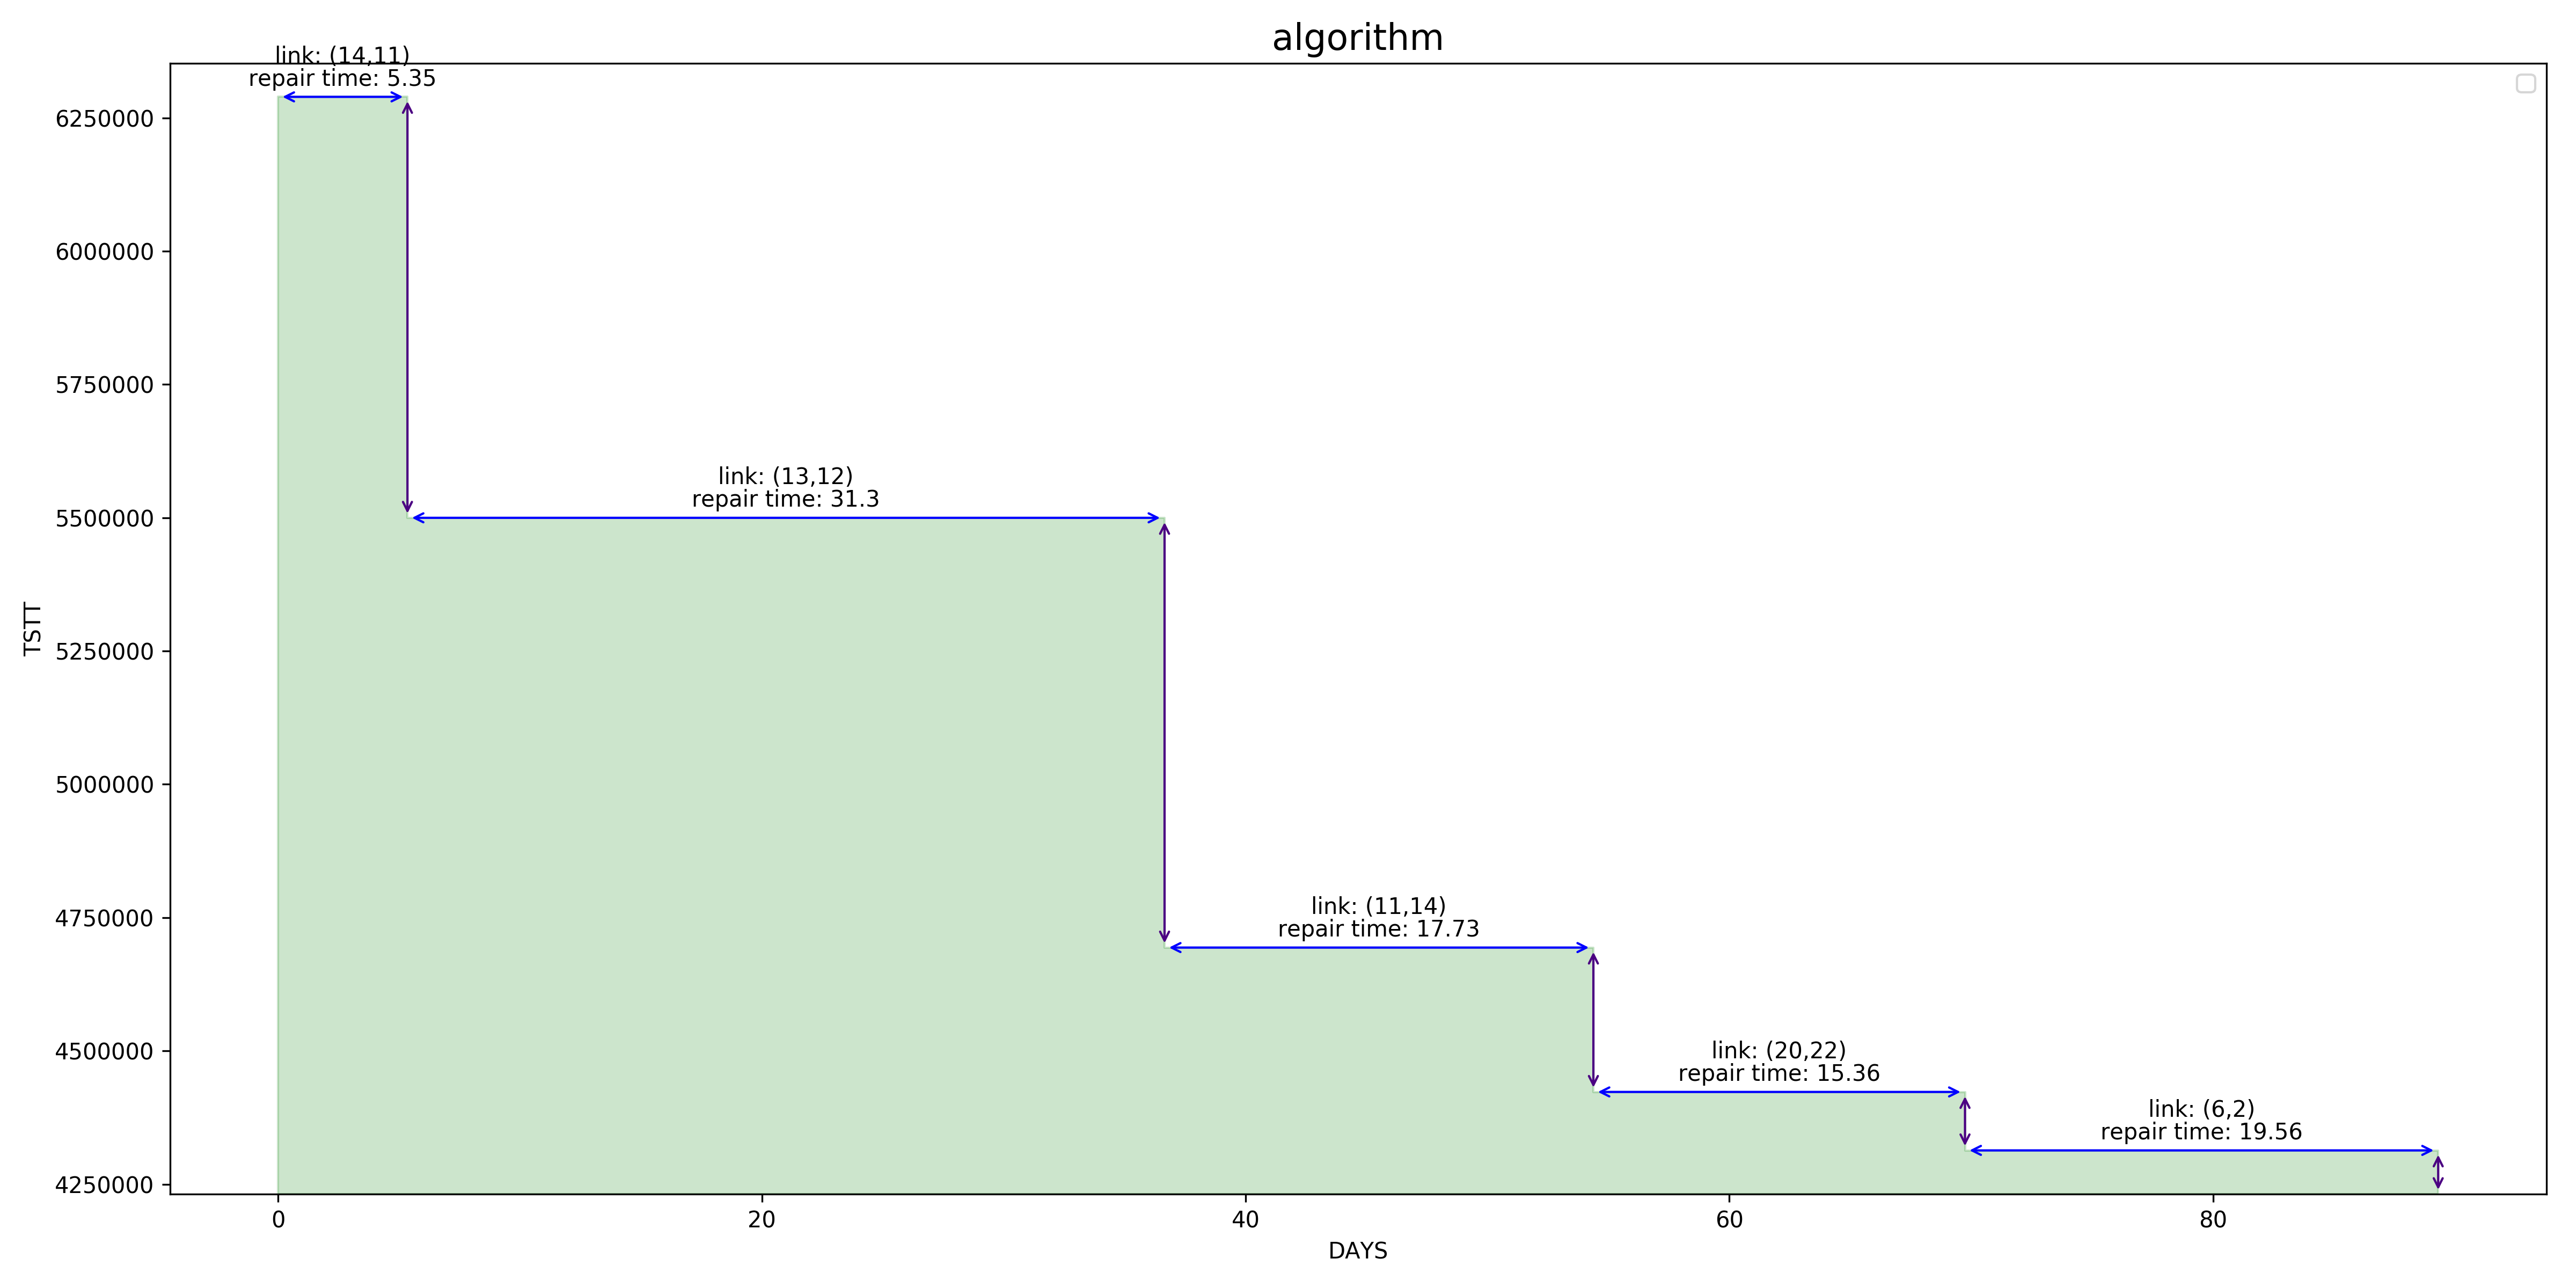 algorithm
link: (14,11)
repair time: 5.35
6250000
6000000
5750000
link: (13,12)
repair time: 31.3
5500000
TSTT
5250000
5000000
link: (11,14)
repair time: 17.73
4750000
link: (20,22)
repair time: 15.36
4500000
link: (6,2)
repair time: 19.56
4250000
0
20
40
60
80
DAYS